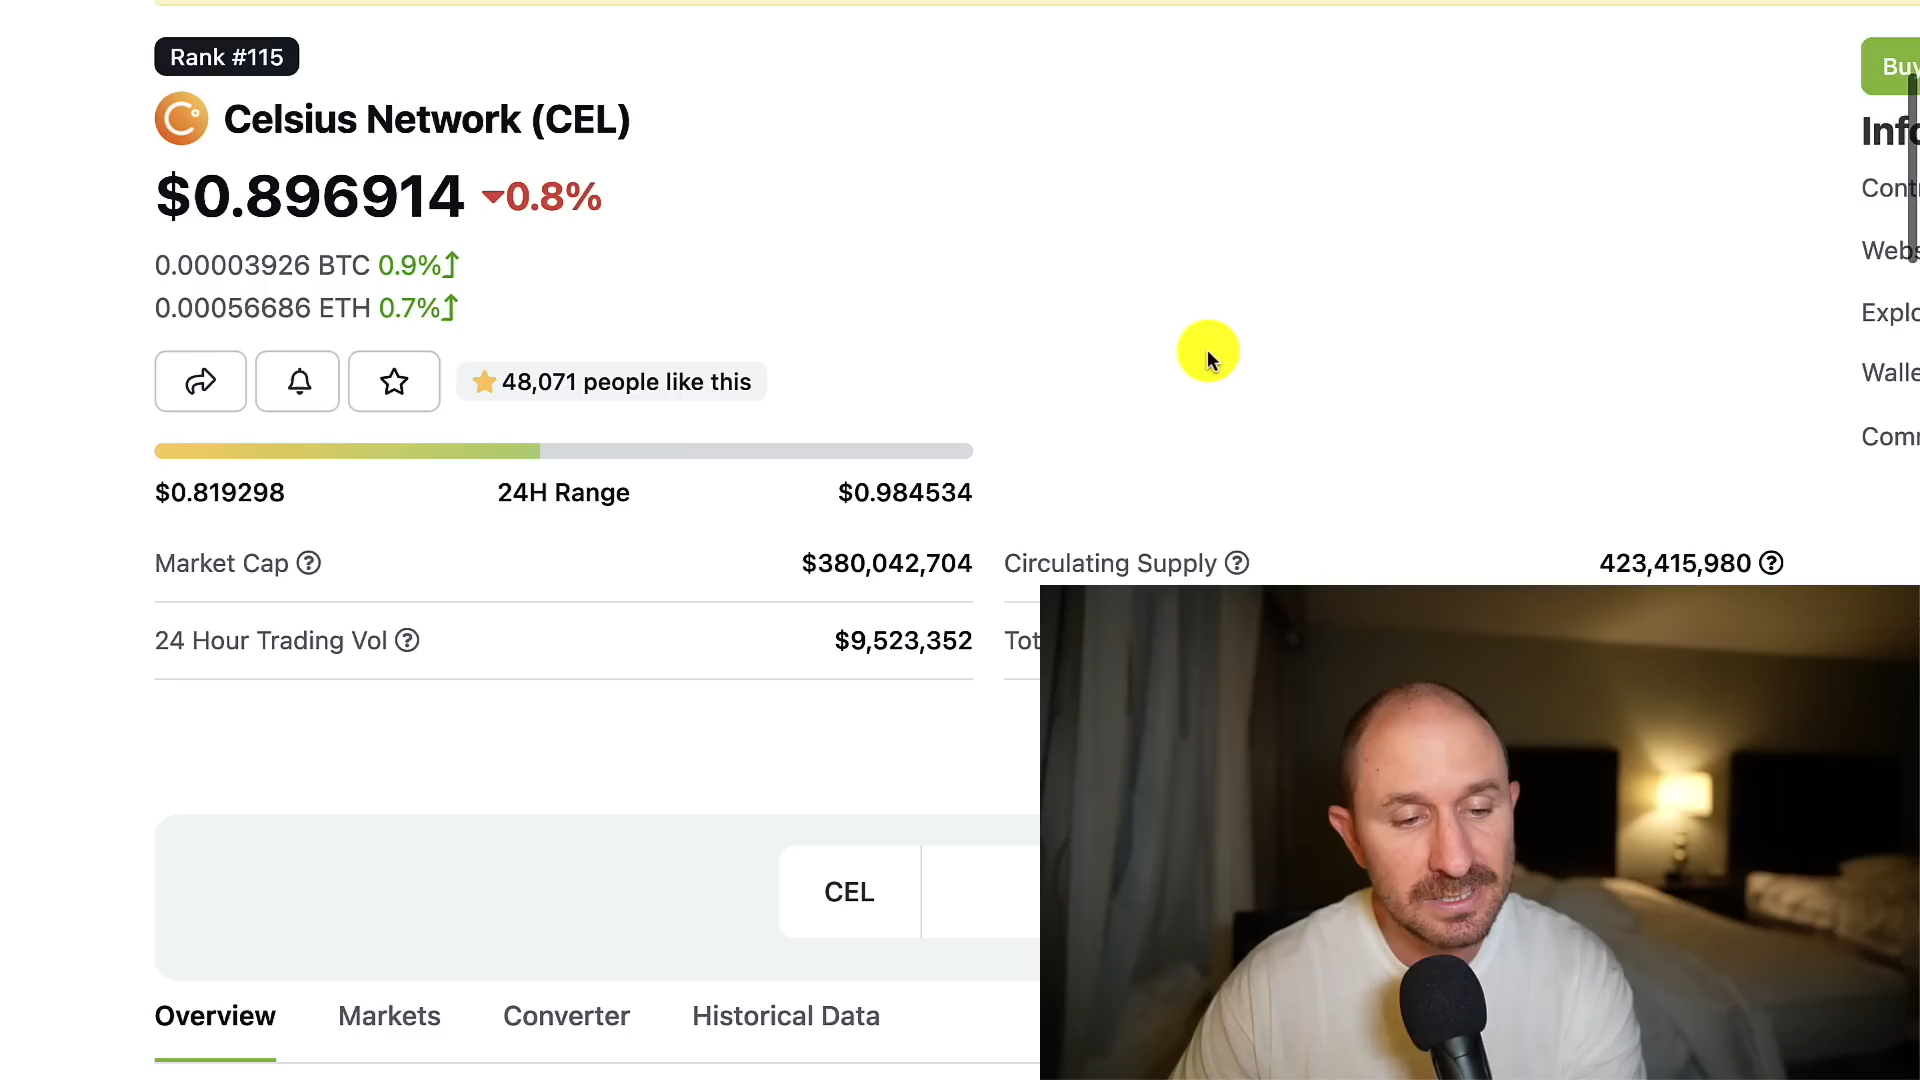 Rank #115
Celsius Network (CEL)
$0.896914 0.8%
0.00003926 BTC 0.9%
0.00056686 ETH 0.7%
48,071 people like this
$0.819298 24H Range $0.984534
Market Cap $380,042,704
24 Hour Trading Vol $9,523,352
Circulating Supply 423,415,980
CEL
Overview Markets Converter Historical Data
Buy